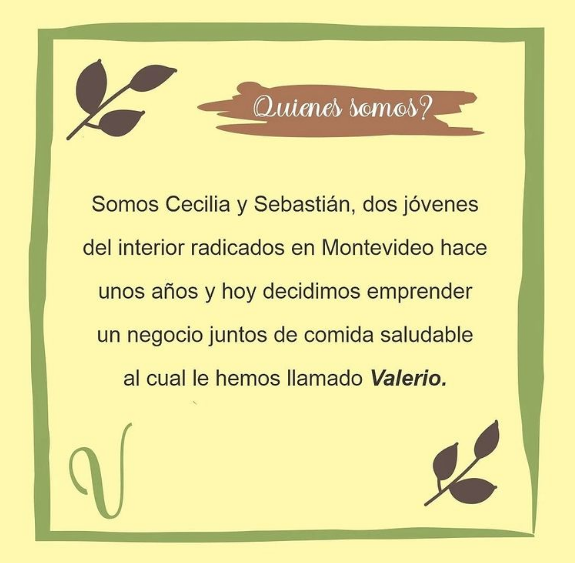 Quienes somos?
Somos Cecilia y Sebastián, dos jóvenes
del interior radicados en Montevideo hace
unos años y hoy decidimos emprender
un negocio juntos de comida saludable
al cual le hemos llamado Valerio.
V